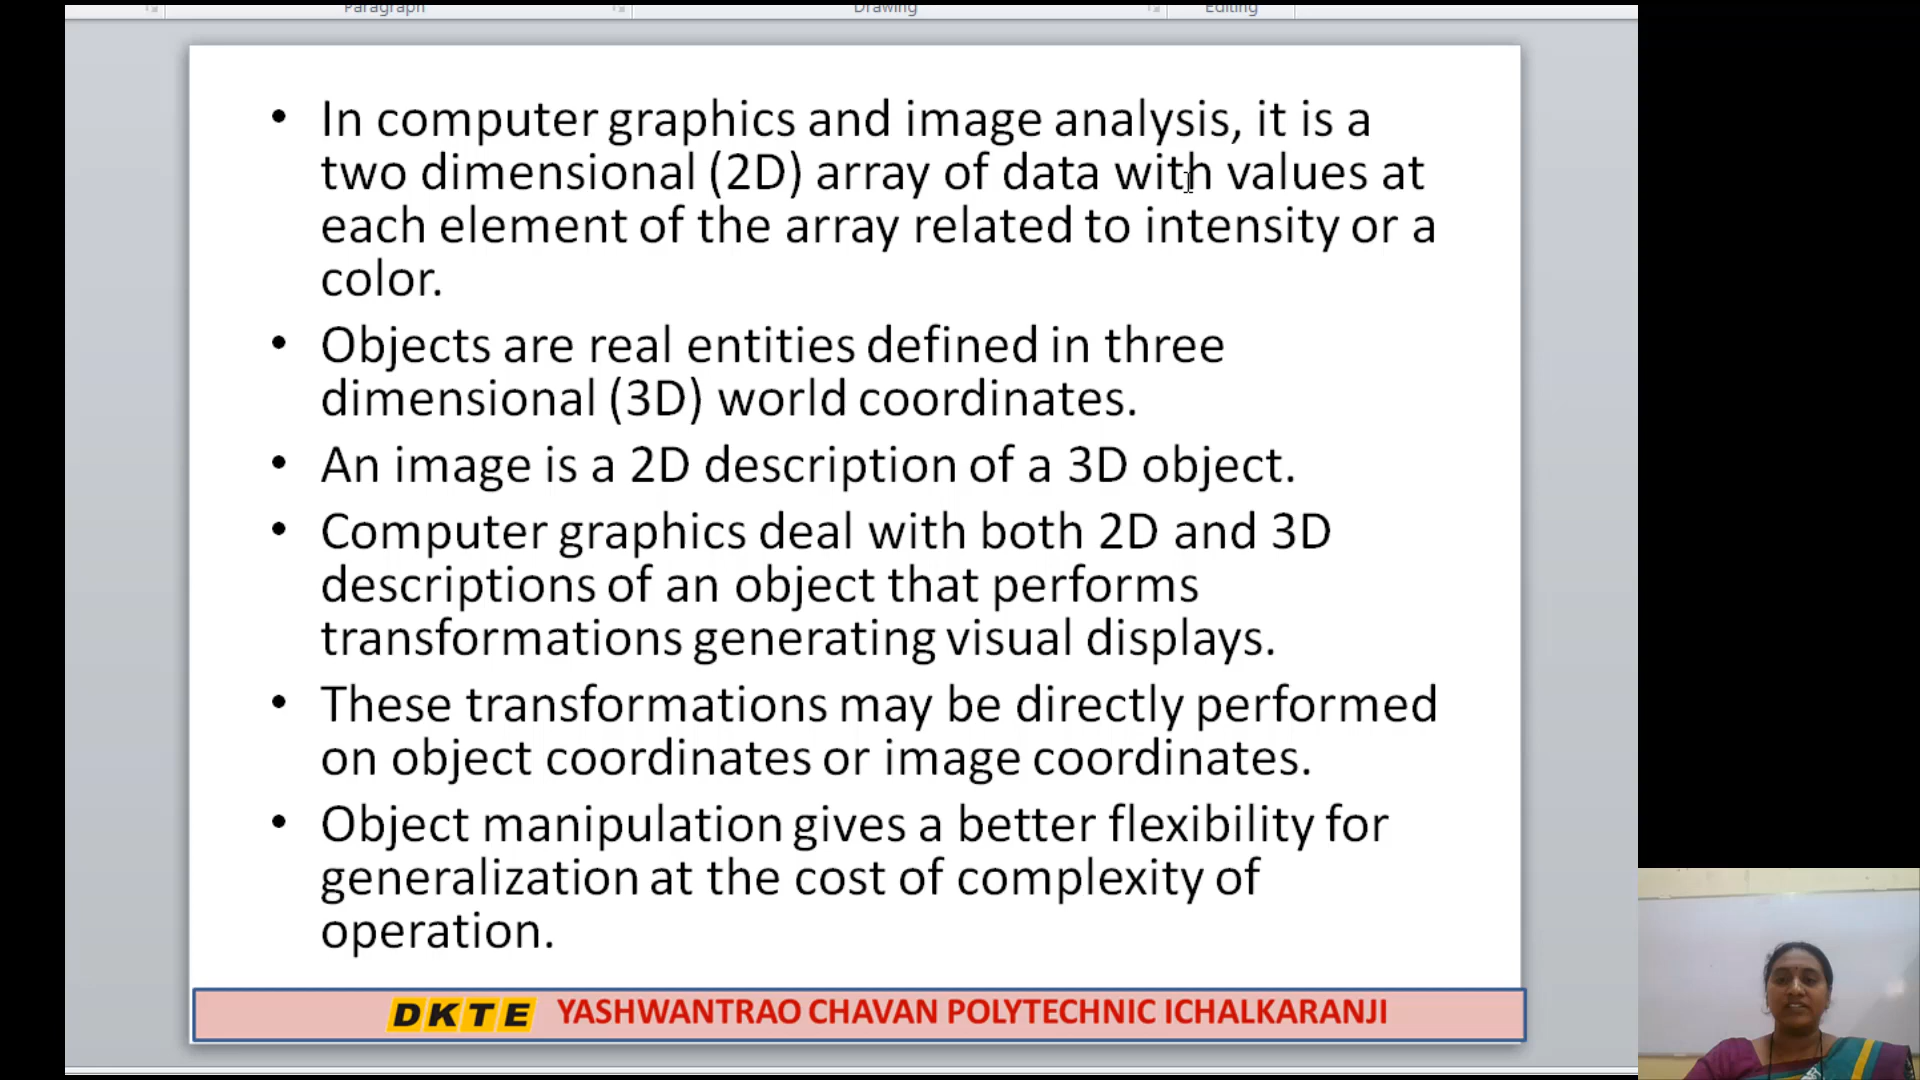 Paragraph
Drawing
Editing
• In computer graphics and image analysis, it is a
two dimensional (2D) array of data with values at
each element of the array related to intensity or a
color.
• Objects are real entities defined in three
dimensional (3D) world coordinates.
• An image is a 2D description of a 3D object.
• Computer graphics deal with both 2D and 3D
descriptions of an object that performs
transformations generating visual displays.
• These transformations may be directly performed
on object coordinates or image coordinates.
• Object manipulation gives a better flexibility for
generalization at the cost of complexity of
operation.
DKTE YASHWANTRAO CHAVAN POLYTECHNIC ICHALKARANJI